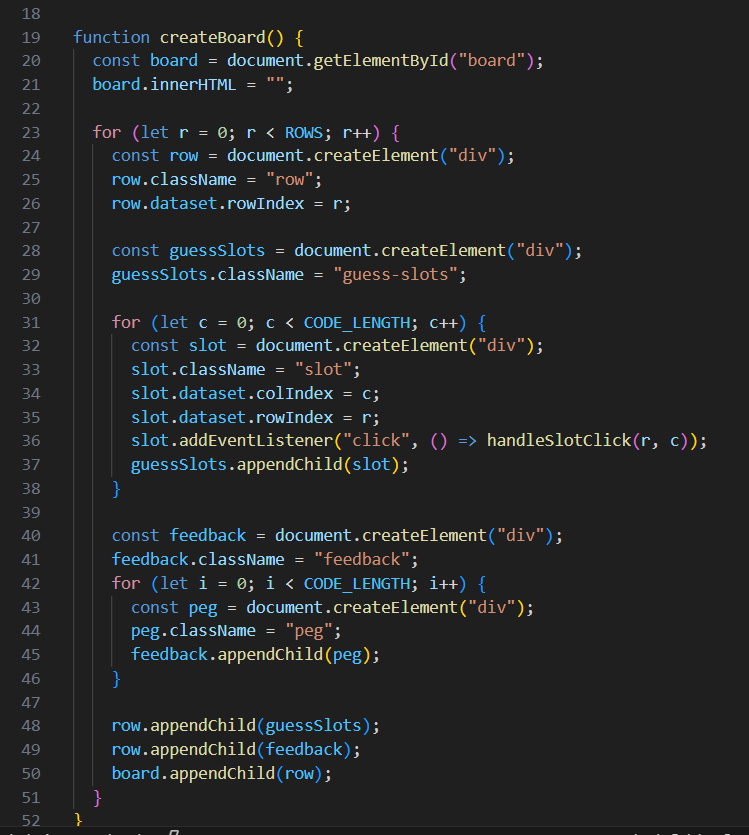 18
19 function createBoard() {
20   const board = document.getElementById("board");
21   board.innerHTML = "";
22
23   for (let r = 0; r < ROWS; r++) {
24     const row = document.createElement("div");
25     row.className = "row";
26     row.dataset.rowIndex = r;
27
28     const guessSlots = document.createElement("div");
29     guessSlots.className = "guess-slots";
30
31     for (let c = 0; c < CODE_LENGTH; c++) {
32       const slot = document.createElement("div");
33       slot.className = "slot";
34       slot.dataset.colIndex = c;
35       slot.dataset.rowIndex = r;
36       slot.addEventListener("click", () => handleSlotClick(r, c));
37       guessSlots.appendChild(slot);
38     }
39
40     const feedback = document.createElement("div");
41     feedback.className = "feedback";
42     for (let i = 0; i < CODE_LENGTH; i++) {
43       const peg = document.createElement("div");
44       peg.className = "peg";
45       feedback.appendChild(peg);
46     }
47
48     row.appendChild(guessSlots);
49     row.appendChild(feedback);
50     board.appendChild(row);
51   }
52 }